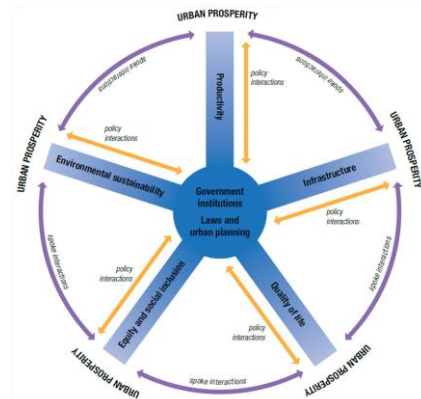 URBAN PROSPERITY
spoke interactions
spoke interactions
Productivity
policy
interactions
policy
interactions
URBAN PROSPERITY
URBAN PROSPERITY
Environmental sustainability
Infrastructure
Government
institutions
Laws and
urban planning
policy
interactions
policy
interactions
policy
interactions
spoke interactions
spoke interactions
Equity and social inclusion
Quality of life
URBAN PROSPERITY
URBAN PROSPERITY
spoke interactions